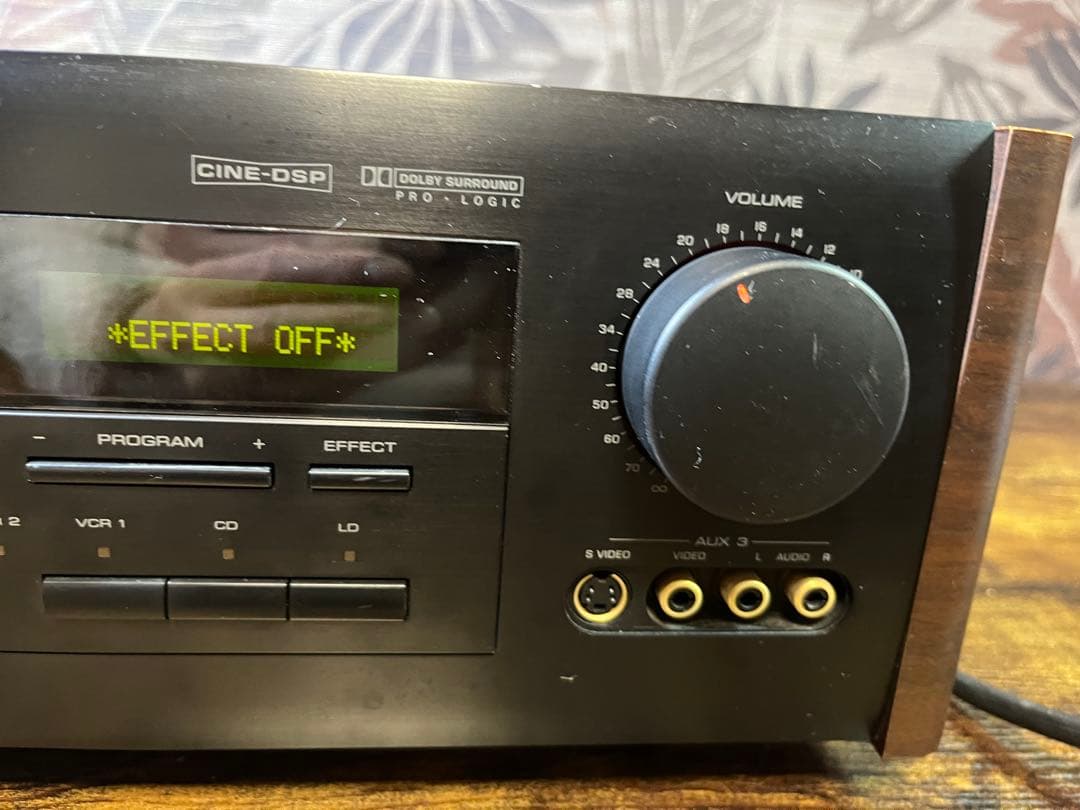 CINE-DSP
DOLBY SURROUND
PRO · LOGIC
VOLUME
20 18 16 14 12 10
24
28
34
40
50
60
70
∞
*EFFECT OFF*
− PROGRAM + EFFECT
2 VCR 1 CD LD
AUX 3
S VIDEO VIDEO L AUDIO R